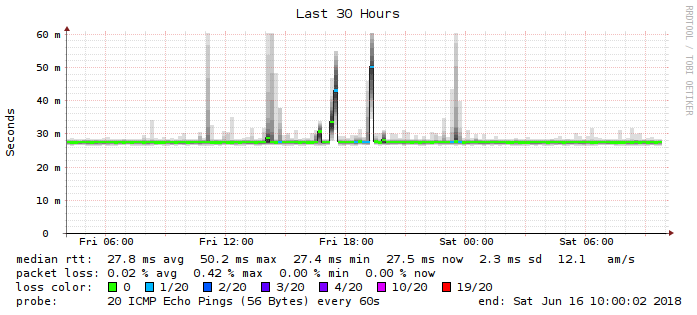 Last 30 Hours
RRDTOOL / TOBI OETIKER
Seconds
60 m
50 m
40 m
30 m
20 m
10 m
0
Fri 06:00 Fri 12:00 Fri 18:00 Sat 00:00 Sat 06:00
median rtt: 27.8 ms avg 50.2 ms max 27.4 ms min 27.5 ms now 2.3 ms sd 12.1 am/s
packet loss: 0.02 % avg 0.42 % max 0.00 % min 0.00 % now
loss color: 0 1/20 2/20 3/20 4/20 10/20 19/20
probe: 20 ICMP Echo Pings (56 Bytes) every 60s end: Sat Jun 16 10:00:02 2018